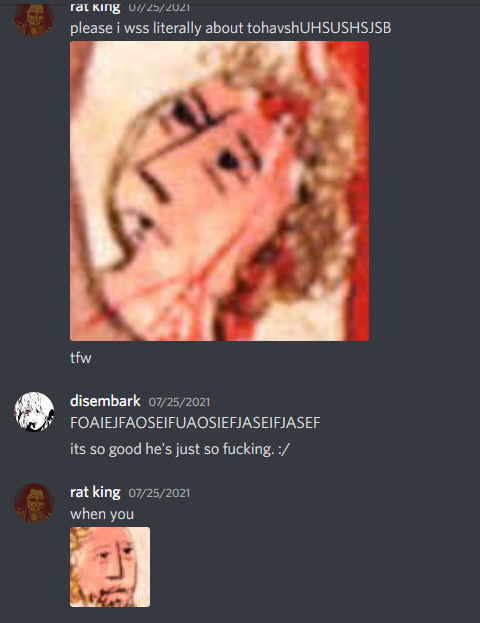 rat king 07/25/2021
please i wss literally about tohavshUHSUSHSJSB
tfw
disembark 07/25/2021
FOAIEJFAOSEIFUAOSIEFJASEIFJASEF
its so good he's just so fucking. :/
rat king 07/25/2021
when you